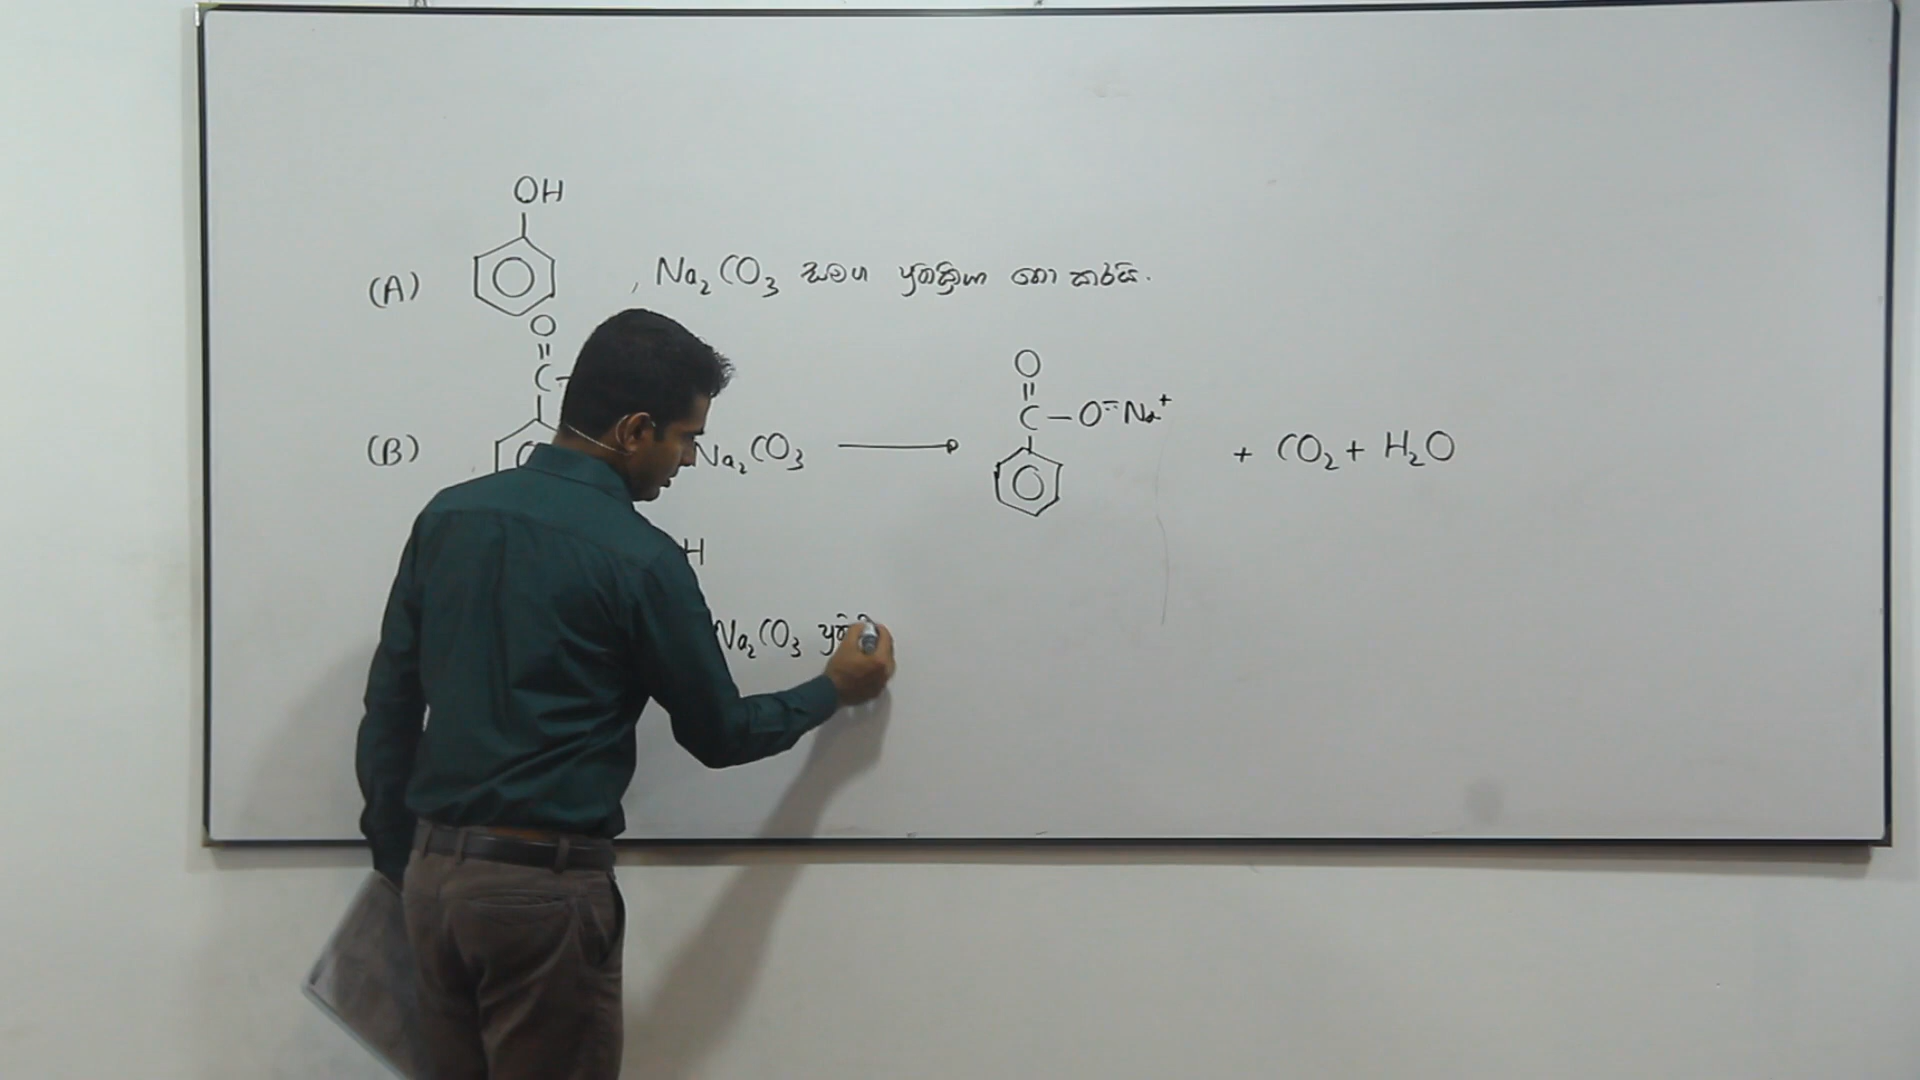 OH
(A) , Na₂CO₃ සමග ප්‍රතික්‍රියා නො කරයි.
O
C
O
C – O⁻ Na⁺
(B) Na₂CO₃ → + CO₂ + H₂O
H
Na₂CO₃